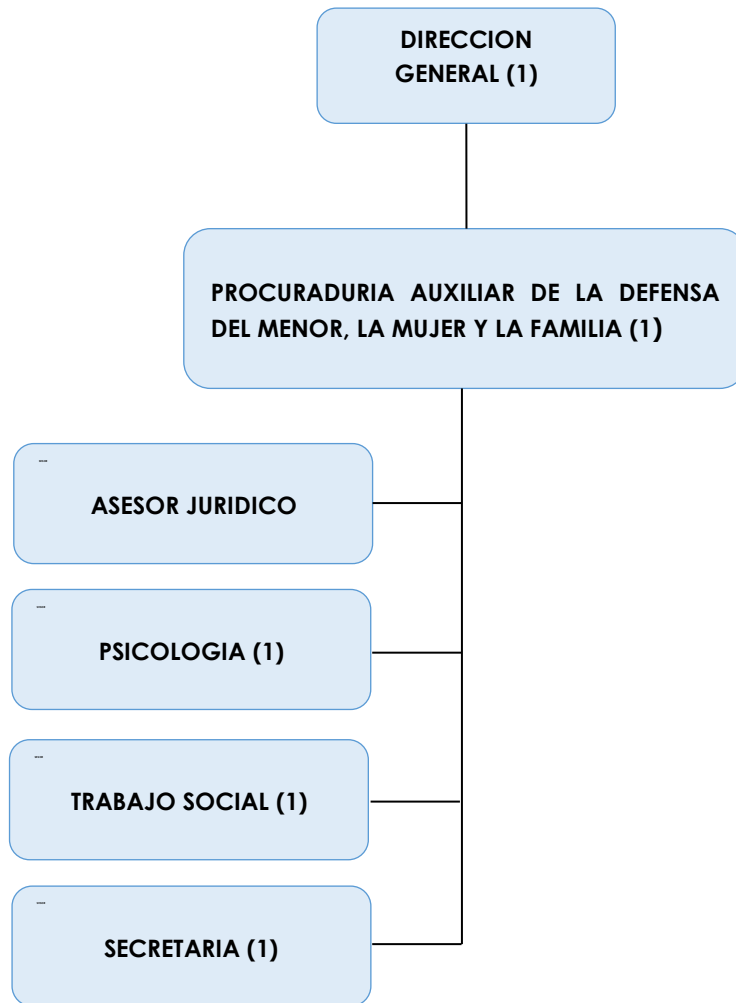 DIRECCION
GENERAL (1)
PROCURADURIA AUXILIAR DE LA DEFENSA
DEL MENOR, LA MUJER Y LA FAMILIA (1)
ASESOR JURIDICO
PSICOLOGIA (1)
TRABAJO SOCIAL (1)
SECRETARIA (1)